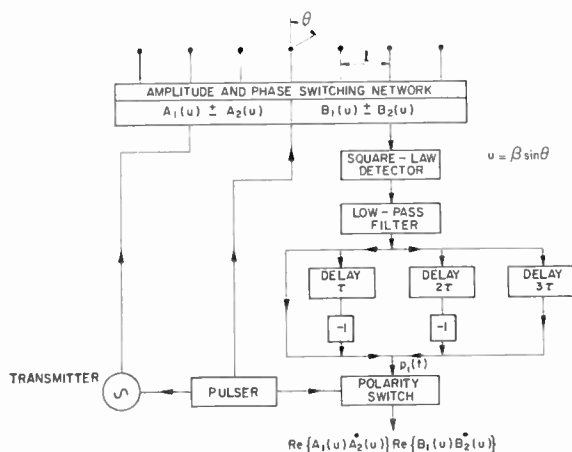 θ
l
AMPLITUDE AND PHASE SWITCHING NETWORK
A₁(u) ± A₂(u) B₁(u) ± B₂(u)
SQUARE-LAW
DETECTOR
u = β sinθ
LOW-PASS
FILTER
DELAY
τ
DELAY
2τ
DELAY
3τ
-1
-1
p₁(t)
TRANSMITTER
PULSER
POLARITY
SWITCH
Re{A₁(u)A₂*(u)}Re{B₁(u)B₂*(u)}